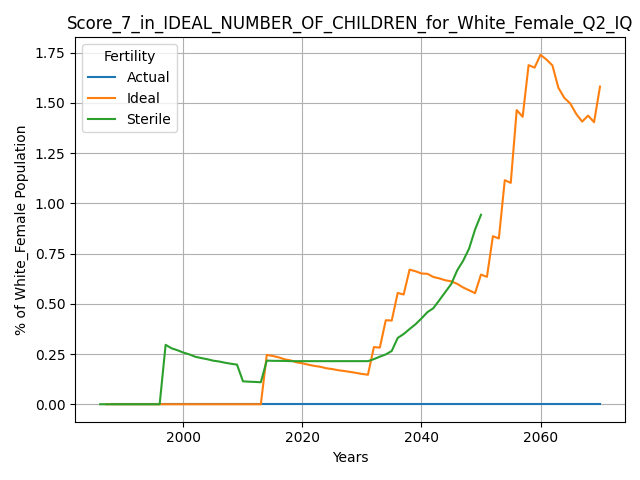 Score_7_in_IDEAL_NUMBER_OF_CHILDREN_for_White_Female_Q2_IQ
Fertility
Actual
Ideal
Sterile
1.75
1.50
1.25
1.00
0.75
0.50
0.25
0.00
% of White_Female Population
2000
2020
2040
2060
Years